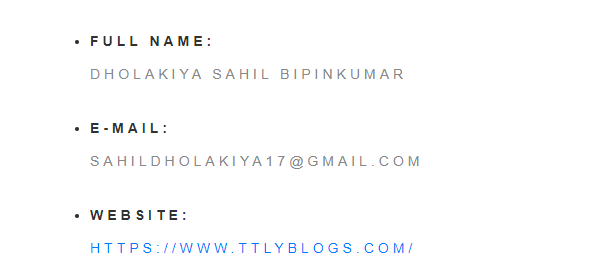 FULL NAME:
DHOLAKIYA SAHIL BIPINKUMAR
E-MAIL:
SAHILDHOLAKIYA17@GMAIL.COM
WEBSITE:
HTTPS://WWW.TTLYBLOGS.COM/